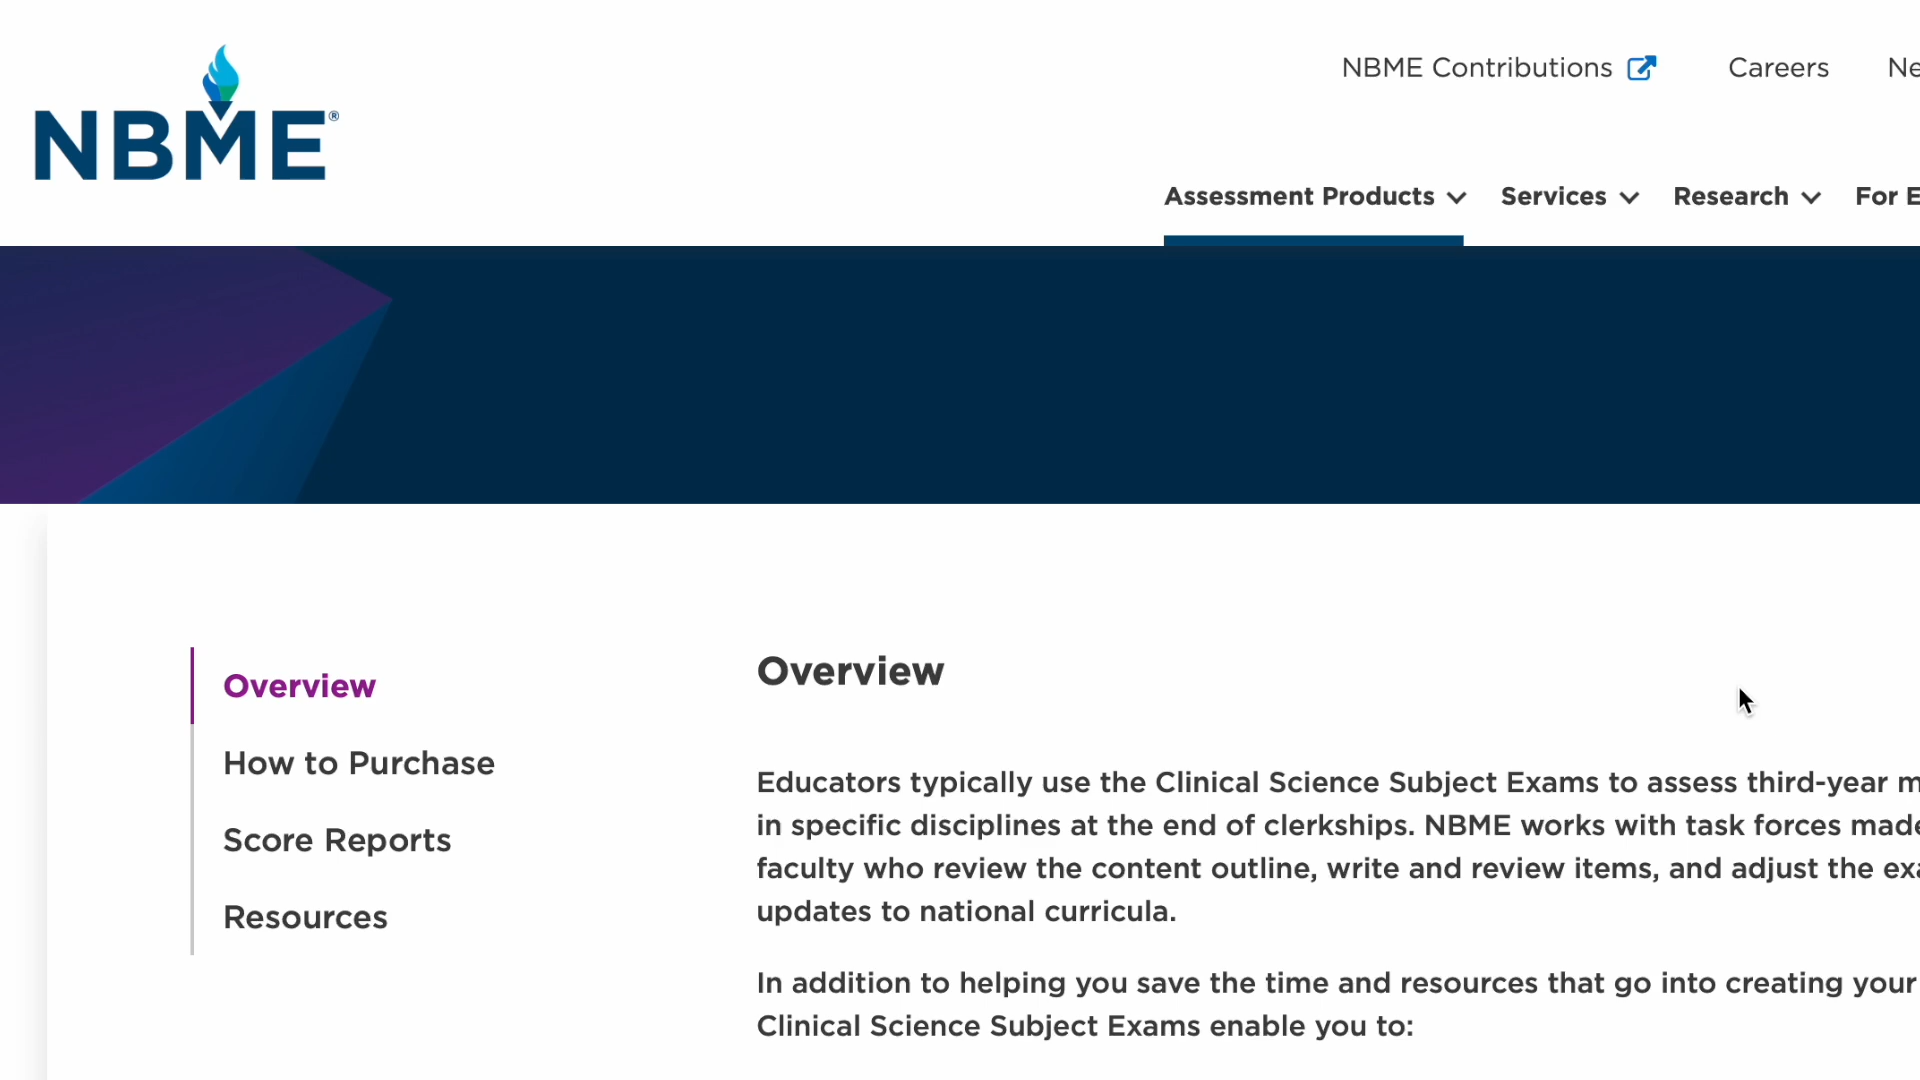 NBME®
NBME Contributions
Careers
Assessment Products
Services
Research
For
Overview
How to Purchase
Score Reports
Resources
Overview
Educators typically use the Clinical Science Subject Exams to assess third-year
in specific disciplines at the end of clerkships. NBME works with task forces made
faculty who review the content outline, write and review items, and adjust the
updates to national curricula.
In addition to helping you save the time and resources that go into creating your
Clinical Science Subject Exams enable you to: